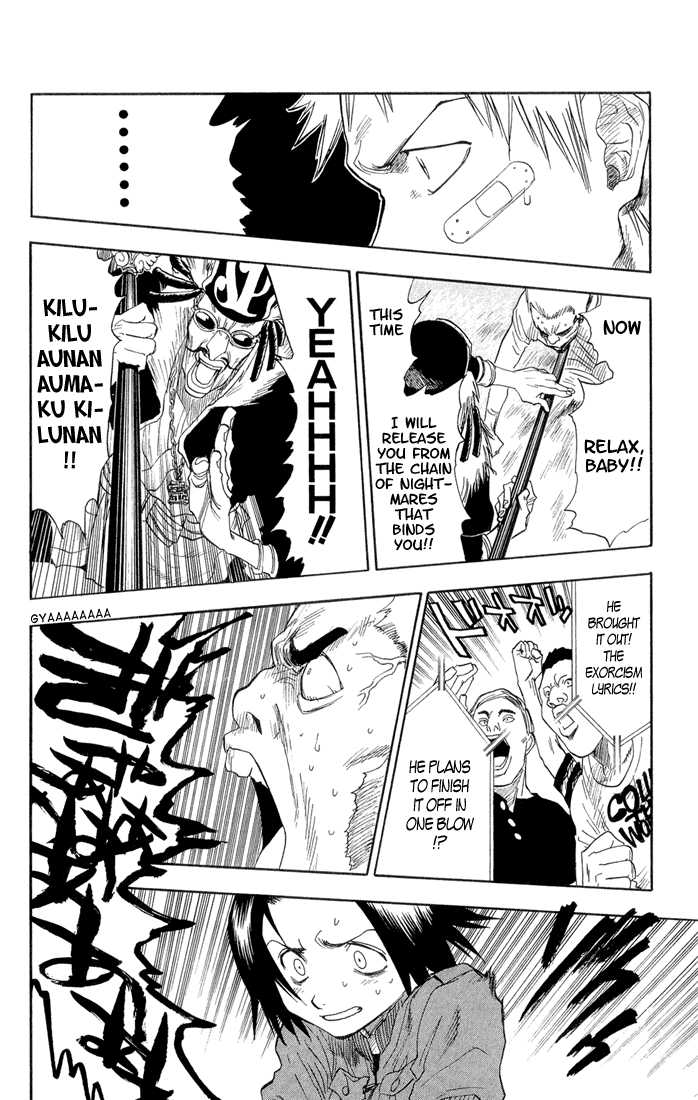 ......
NOW
RELAX,
BABY!!
THIS
TIME
I WILL
RELEASE
YOU FROM
THE CHAIN
OF NIGHT-
MARES
THAT
BINDS
YOU!!
YEAHHHHH!!
KILU-
KILU
AUNAN
AUMA-
KU KI-
LUNAN
!!
HE
BROUGHT
IT OUT!
THE
EXORCISM
LYRICS!!
HE PLANS
TO FINISH
IT OFF IN
ONE BLOW
!?
GYAAAAAAAA